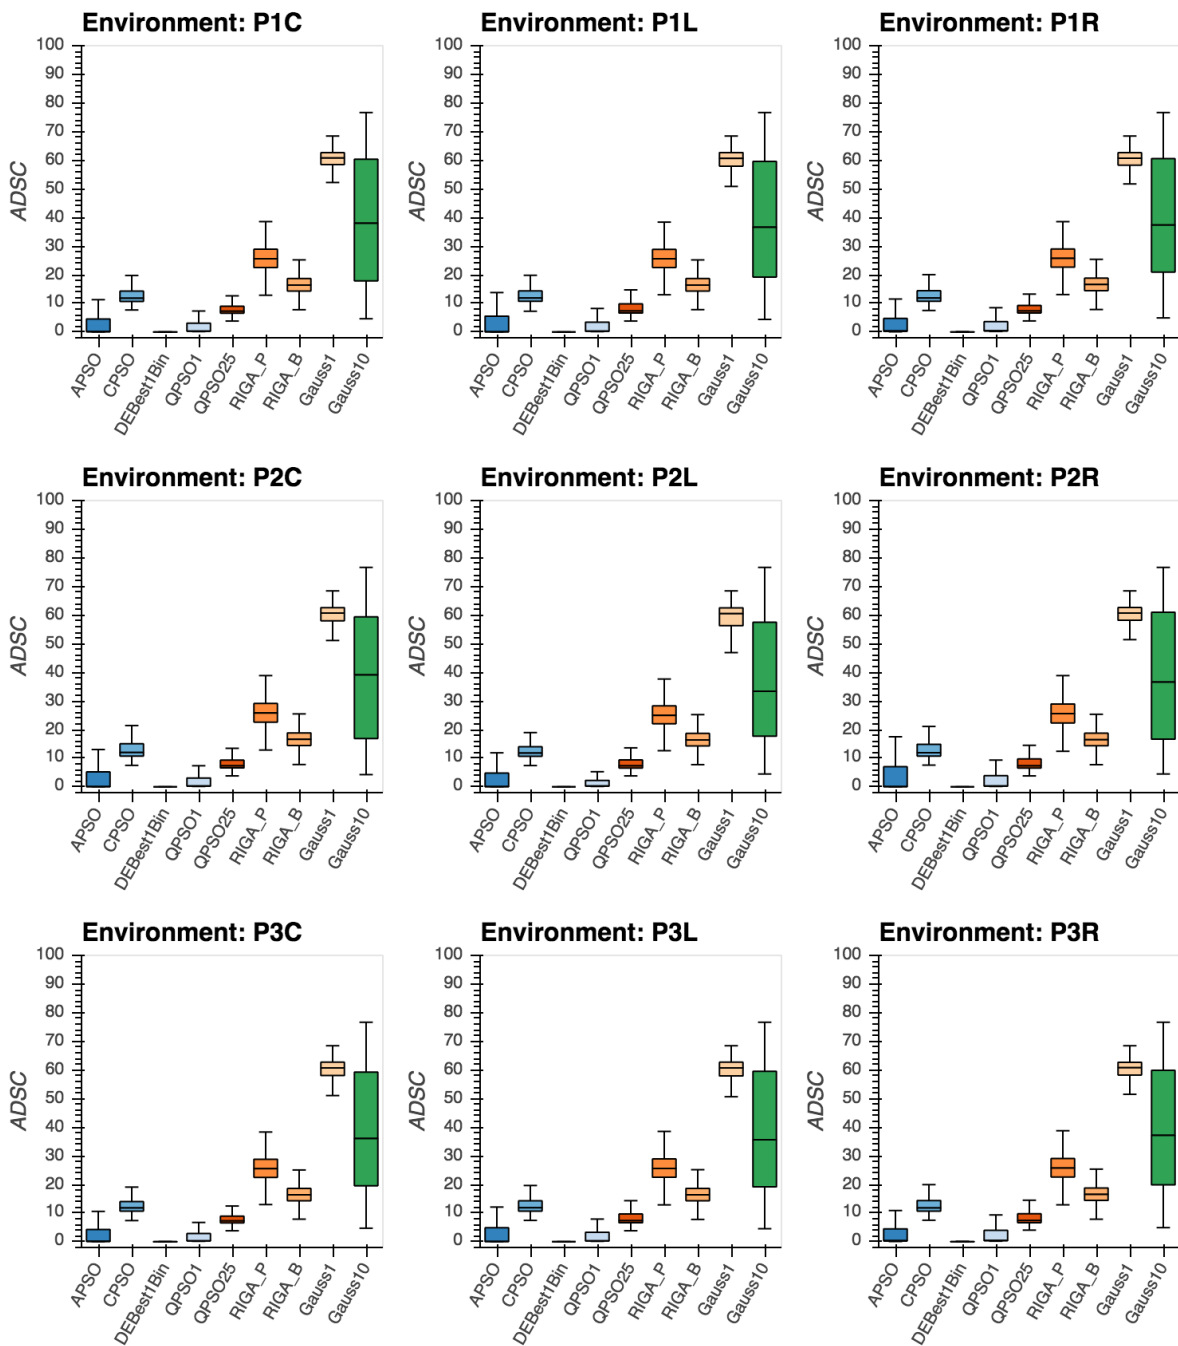 Environment: P1C
100
90
80
70
60
50
40
30
20
10
0
ADSC
APSO
CPSO
DEBest1Bin
QPSO1
QPSO25
RIGA_P
RIGA_B
Gauss1
Gauss10
Environment: P1L
100
90
80
70
60
50
40
30
20
10
0
ADSC
APSO
CPSO
DEBest1Bin
QPSO1
QPSO25
RIGA_P
RIGA_B
Gauss1
Gauss10
Environment: P1R
100
90
80
70
60
50
40
30
20
10
0
ADSC
APSO
CPSO
DEBest1Bin
QPSO1
QPSO25
RIGA_P
RIGA_B
Gauss1
Gauss10
Environment: P2C
100
90
80
70
60
50
40
30
20
10
0
ADSC
APSO
CPSO
DEBest1Bin
QPSO1
QPSO25
RIGA_P
RIGA_B
Gauss1
Gauss10
Environment: P2L
100
90
80
70
60
50
40
30
20
10
0
ADSC
APSO
CPSO
DEBest1Bin
QPSO1
QPSO25
RIGA_P
RIGA_B
Gauss1
Gauss10
Environment: P2R
100
90
80
70
60
50
40
30
20
10
0
ADSC
APSO
CPSO
DEBest1Bin
QPSO1
QPSO25
RIGA_P
RIGA_B
Gauss1
Gauss10
Environment: P3C
100
90
80
70
60
50
40
30
20
10
0
ADSC
APSO
CPSO
DEBest1Bin
QPSO1
QPSO25
RIGA_P
RIGA_B
Gauss1
Gauss10
Environment: P3L
100
90
80
70
60
50
40
30
20
10
0
ADSC
APSO
CPSO
DEBest1Bin
QPSO1
QPSO25
RIGA_P
RIGA_B
Gauss1
Gauss10
Environment: P3R
100
90
80
70
60
50
40
30
20
10
0
ADSC
APSO
CPSO
DEBest1Bin
QPSO1
QPSO25
RIGA_P
RIGA_B
Gauss1
Gauss10